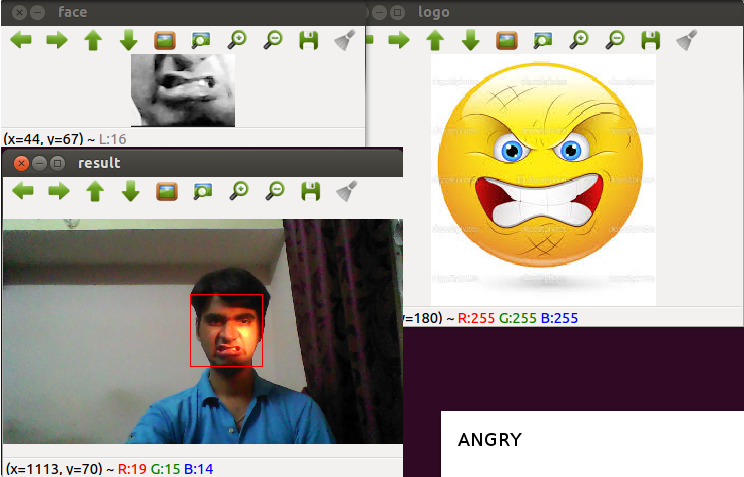 face
(x=44, y=67) ~ L:16
logo
y=180) ~ R:255 G:255 B:255
result
(x=1113, y=70) ~ R:19 G:15 B:14
ANGRY